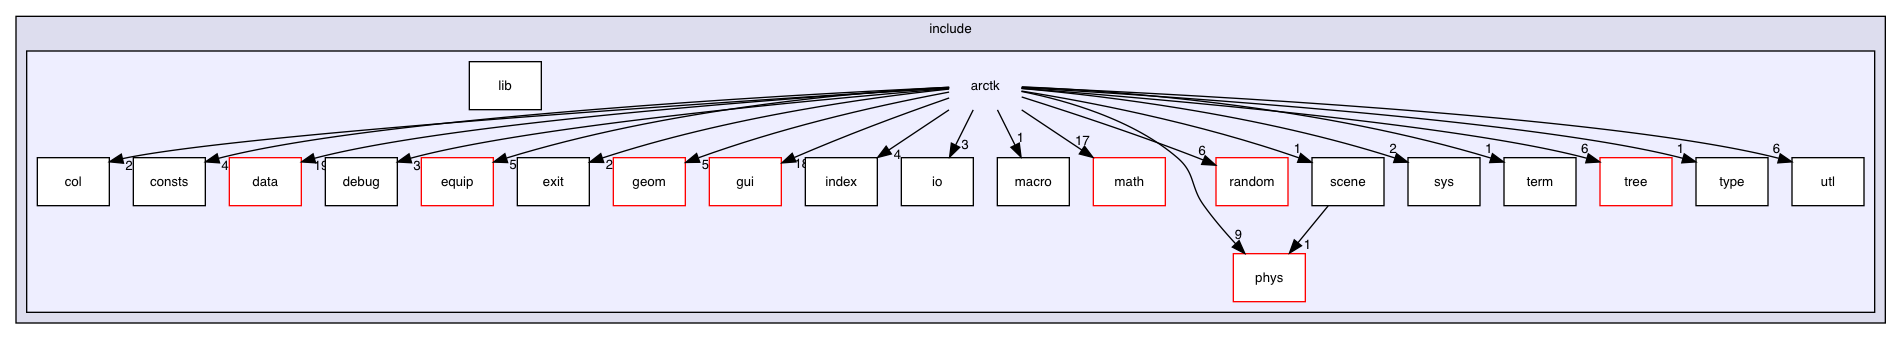 include
lib
arctk
3
1
17
6
1
2
1
6
1
6
2
4
19
3
5
2
5
18
4
col
consts
data
debug
equip
exit
geom
gui
index
io
macro
math
random
scene
sys
term
tree
type
utl
9
1
phys